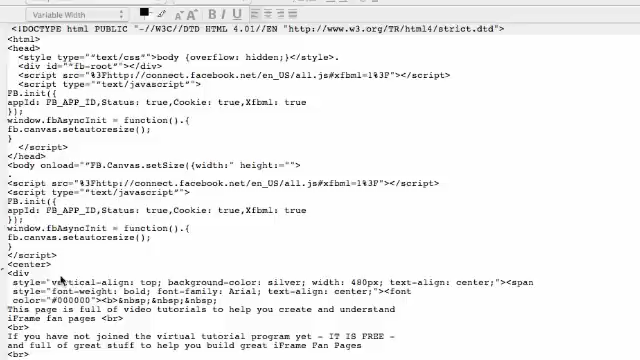 Variable Width
A
A A B I U
<!DOCTYPE html PUBLIC "-//W3C//DTD HTML 4.01//EN "http://www.w3.org/TR/html4/strict.dtd">
<html>
<head>
<style type="“text/css”">body {overflow: hidden;}</style>.
<div id="“fb-root”"></div>
<script src="%3Fhttp://connect.facebook.net/en_US/all.js#xfbml=1%3F"></script>
<script type="“text/javascript”">
FB.init({
appId: FB_APP_ID,Status: true,Cookie: true,Xfbml: true
});
window.fbAsyncInit = function().{
fb.canvas.setautoresize();
}
</script>
</head>
<body onload="“FB.Canvas.setSize({width:" height:="">
.
<script src="%3Fhttp://connect.facebook.net/en_US/all.js#xfbml=1%3F"></script>
<script type="“text/javascript”">
FB.init({
appId: FB_APP_ID,Status: true,Cookie: true,Xfbml: true
});
window.fbAsyncInit = function().{
fb.canvas.setautoresize();
}
</script>
<center>
<div
style="vertical-align: top; background-color: silver; width: 480px; text-align: center;"><span
style="font-weight: bold; font-family: Arial; text-align: center;"><font
color="#000000"><b>&nbsp;&nbsp;&nbsp;
This page is full of video tutorials to help you create and understand
iFrame fan pages <br>
<br>
If you have not joined the virtual tutorial program yet - IT IS FREE -
and full of great stuff to help you build great iFrame Fan Pages
<br>